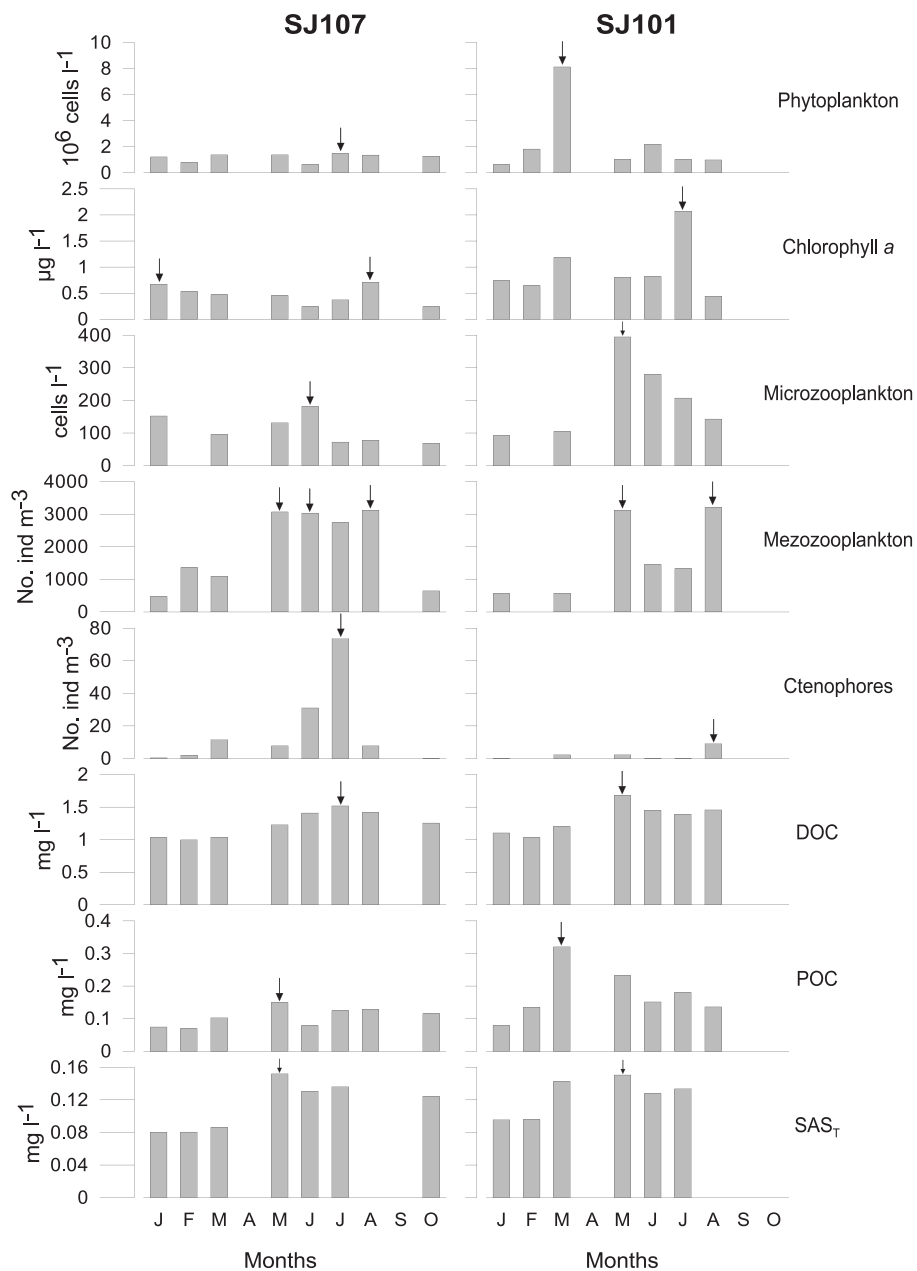 SJ107 SJ101
10
8
6
4
2
0
10⁶ cells l⁻¹
Phytoplankton
2.5
2
1.5
1
0.5
0
µg l⁻¹
Chlorophyll a
400
300
200
100
0
cells l⁻¹
Microzooplankton
4000
3000
2000
1000
0
No. ind m⁻³
Mezozooplankton
80
60
40
20
0
No. ind m⁻³
Ctenophores
2
1.5
1
0.5
0
mg l⁻¹
DOC
0.4
0.3
0.2
0.1
0
mg l⁻¹
POC
0.16
0.12
0.08
0.04
0
mg l⁻¹
SAS_T
J F M A M J J A S O J F M A M J J A S O
Months Months